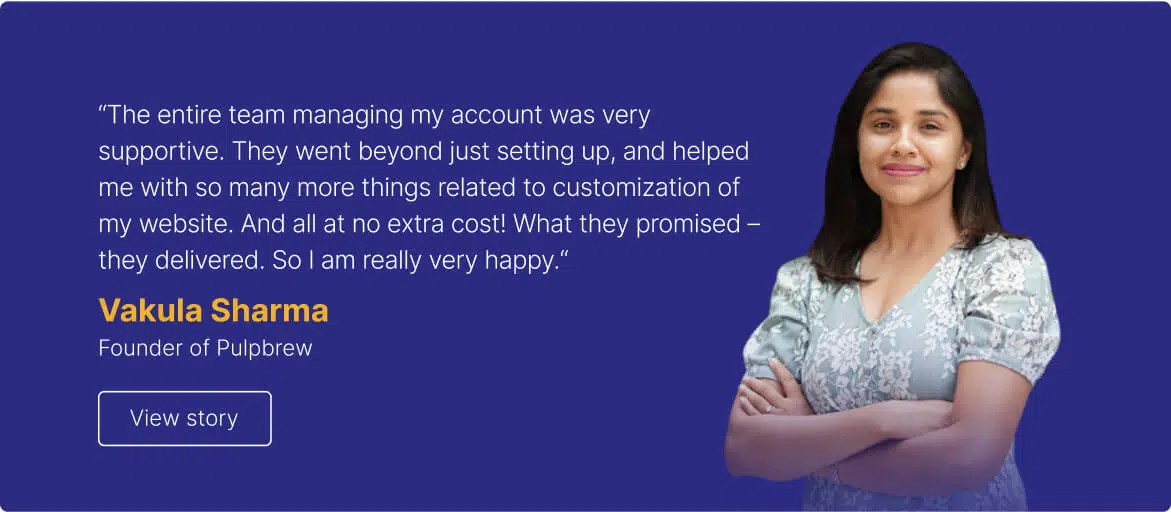 “The entire team managing my account was very
supportive. They went beyond just setting up, and helped
me with so many more things related to customization of
my website. And all at no extra cost! What they promised –
they delivered. So I am really very happy.“
Vakula Sharma
Founder of Pulpbrew
View story